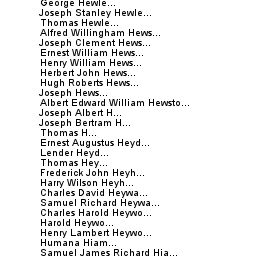 George Hewle...
Joseph Stanley Hewle...
Thomas Hewle...
Alfred Willingham Hews...
Joseph Clement Hews...
Ernest William Hews...
Henry William Hews...
Herbert John Hews...
Hugh Roberts Hews...
Joseph Hews...
Albert Edward William Hewsto...
Joseph Albert H...
Joseph Bertram H...
Thomas H...
Ernest Augustus Heyd...
Lender Heyd...
Thomas Hey...
Frederick John Heyh...
Harry Wilson Heyh...
Charles David Heywa...
Samuel Richard Heywa...
Charles Harold Heywo...
Harold Heywo...
Henry Lambert Heywo...
Humana Hiam...
Samuel James Richard Hia...